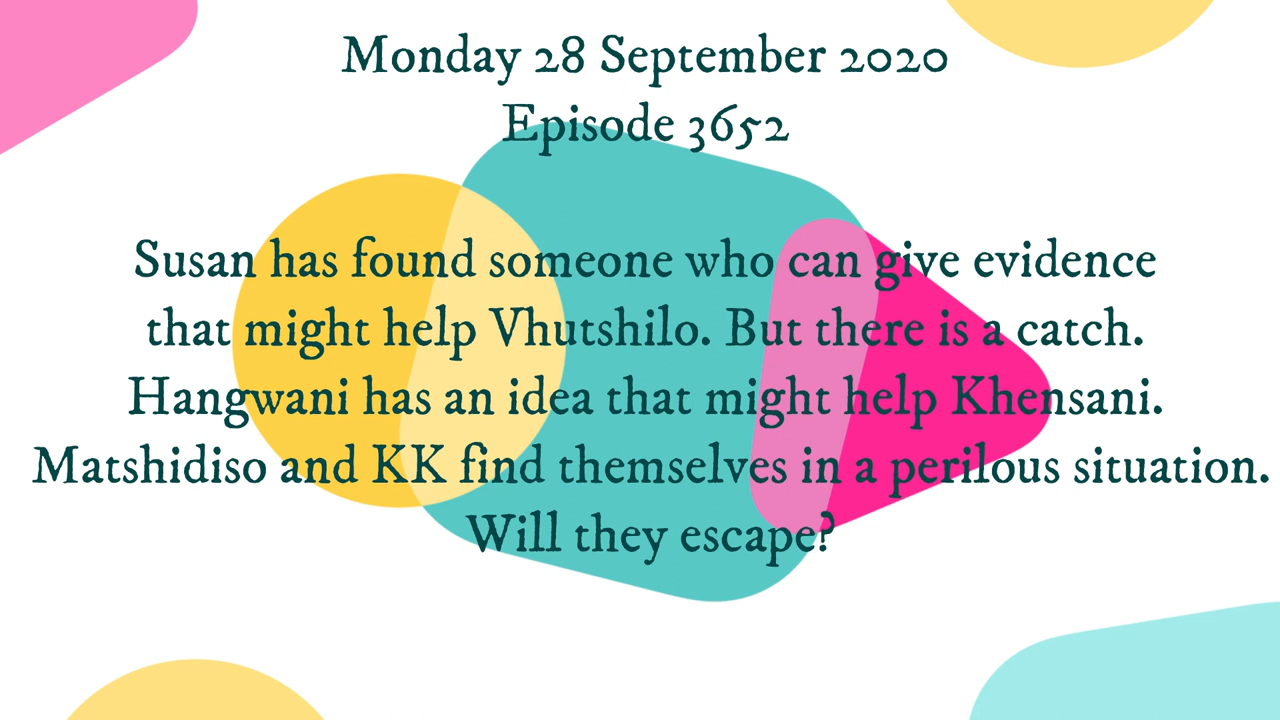 Monday 28 September 2020
Episode 3652
Susan has found someone who can give evidence
that might help Vhutshilo. But there is a catch.
Hangwani has an idea that might help Khensani.
Matshidiso and KK find themselves in a perilous situation.
Will they escape?